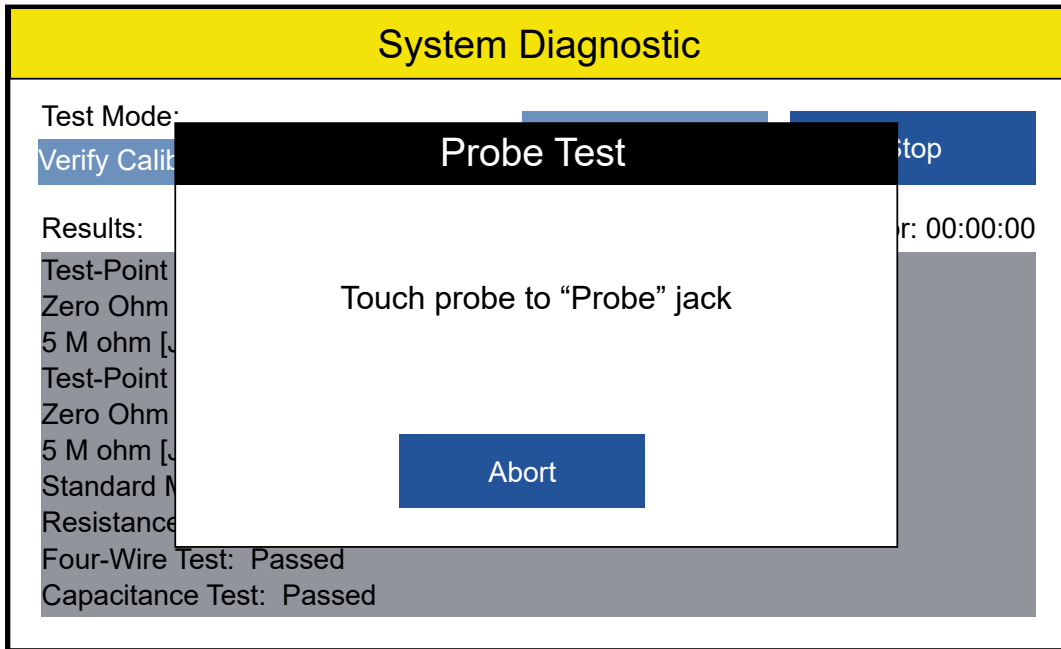 System Diagnostic
Test Mode:
Verify Calib
Stop
Probe Test
Results:
r: 00:00:00
Touch probe to “Probe” jack
Abort
Test-Point
Zero Ohm
5 M ohm [J
Test-Point
Zero Ohm
5 M ohm [J
Standard M
Resistance
Four-Wire Test: Passed
Capacitance Test: Passed